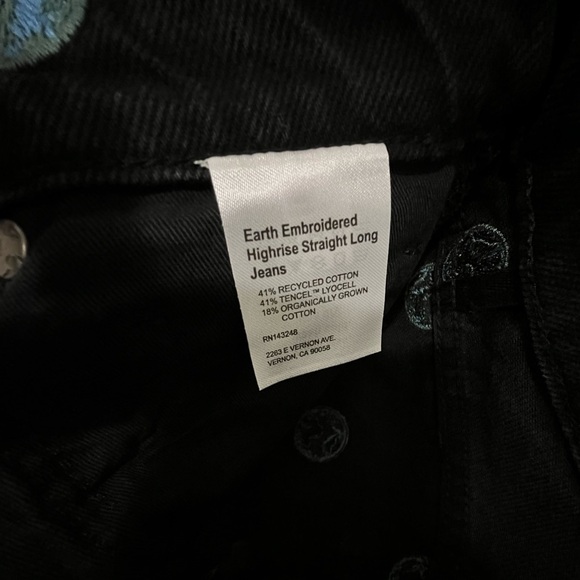 Earth Embroidered
Highrise Straight Long
Jeans
41% RECYCLED COTTON
41% TENCEL™ LYOCELL
18% ORGANICALLY GROWN
COTTON
RN143248
2263 E VERNON AVE.
VERNON, CA 90058